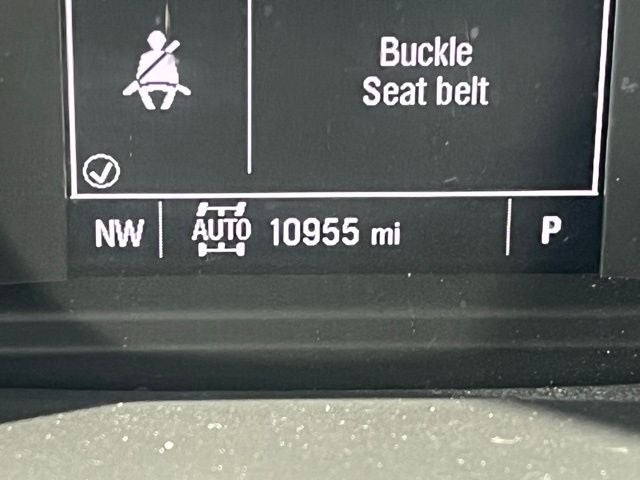 Buckle
Seat belt
NW AUTO 10955 mi P